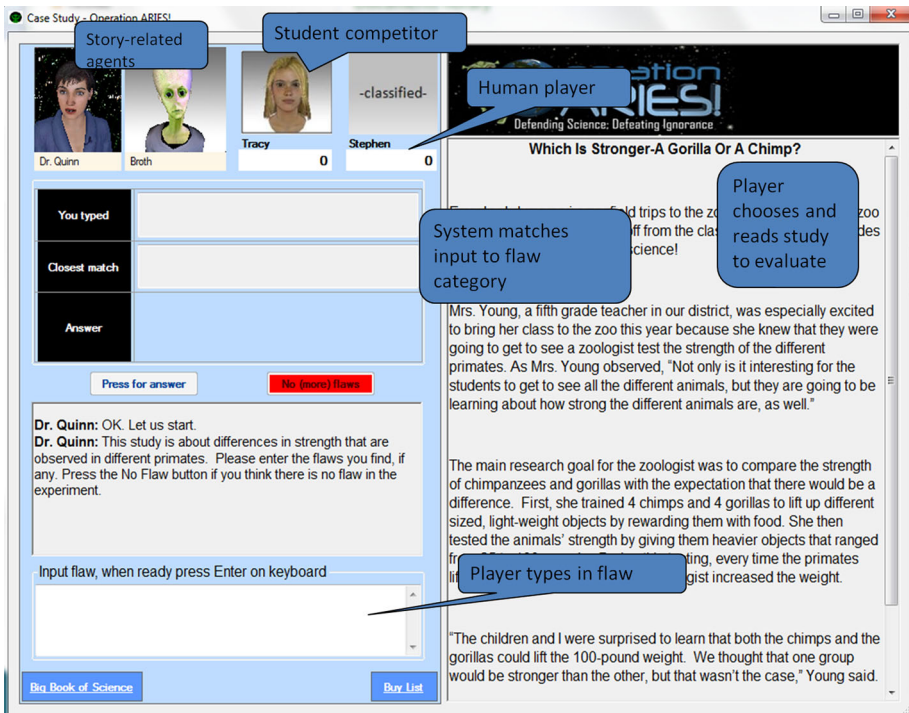 Case Study - Operation ARIES!
Story-related
agents
Student competitor
Human player
-classified-
Dr. Quinn
Broth
Tracy
0
Stephen
0
You typed
Closest match
Answer
System matches
input to flaw
category
Press for answer
No (more) flaws
Dr. Quinn: OK. Let us start.
Dr. Quinn: This study is about differences in strength that are
observed in different primates. Please enter the flaws you find, if
any. Press the No Flaw button if you think there is no flaw in the
experiment.
Input flaw, when ready press Enter on keyboard
Player types in flaw
Big Book of Science
Buy List
ARIES!
Defending Science: Defeating Ignorance
Which Is Stronger-A Gorilla Or A Chimp?
Player
chooses and
reads study
to evaluate
field trips to the zoo
off from the
science!
Mrs. Young, a fifth grade teacher in our district, was especially excited
to bring her class to the zoo this year because she knew that they were
going to get to see a zoologist test the strength of the different
primates. As Mrs. Young observed, “Not only is it interesting for the
students to get to see all the different animals, but they are going to be
learning about how strong the different animals are, as well.”
The main research goal for the zoologist was to compare the strength
of chimpanzees and gorillas with the expectation that there would be a
difference. First, she trained 4 chimps and 4 gorillas to lift up different
sized, light-weight objects by rewarding them with food. She then
tested the animals’ strength by giving them heavier objects that ranged
every time the primates
increased the weight.
“The children and I were surprised to learn that both the chimps and the
gorillas could lift the 100-pound weight. We thought that one group
would be stronger than the other, but that wasn’t the case,” Young said.